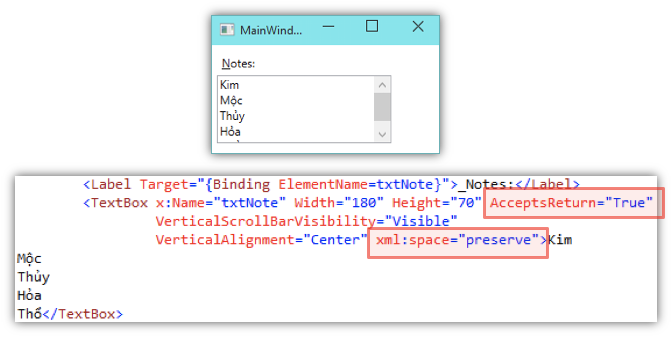 MainWind...
Notes:
Kim
Mộc
Thủy
Hỏa
<Label Target="{Binding ElementName=txtNote}">_Notes:</Label>
<TextBox x:Name="txtNote" Width="180" Height="70" AcceptsReturn="True"
VerticalScrollBarVisibility="Visible"
VerticalAlignment="Center" xml:space="preserve">Kim
Mộc
Thủy
Hỏa
Thổ</TextBox>